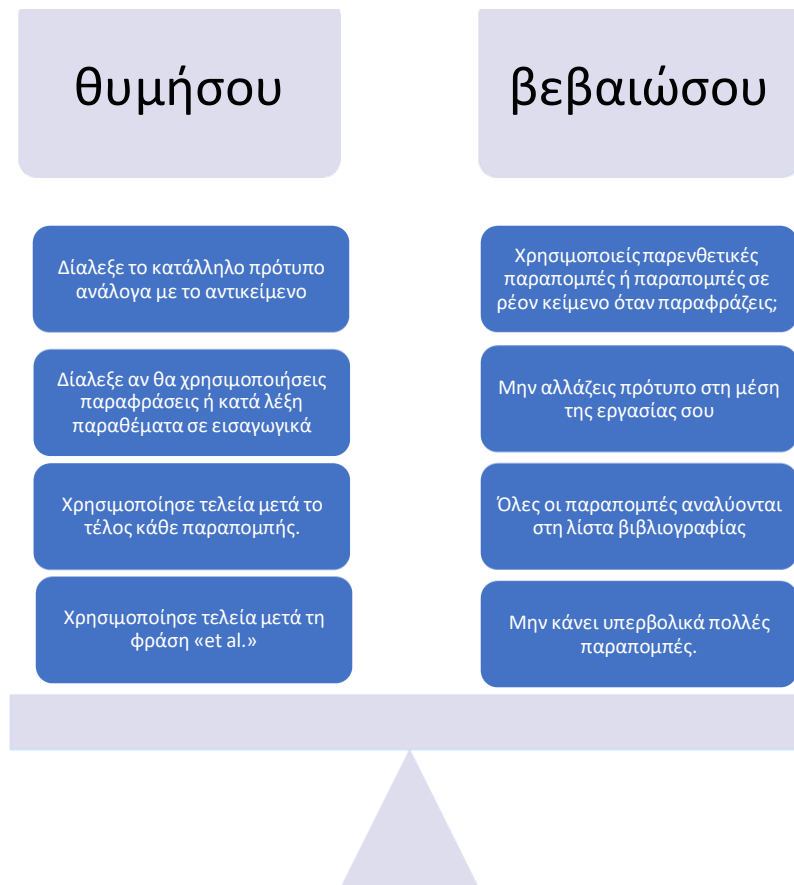 θυμήσου
Δίαλεξε το κατάλληλο πρότυπο
ανάλογα με το αντικείμενο
Δίαλεξε αν θα χρησιμοποιήσεις
παραφράσεις ή κατά λέξη
παραθέματα σε εισαγωγικά
Χρησιμοποίησε τελεία μετά το
τέλος κάθε παραπομπής.
Χρησιμοποίησε τελεία μετά τη
φράση «et al.»
βεβαιώσου
Χρησιμοποιείς παρενθετικές
παραπομπές ή παραπομπές σε
ρέον κείμενο όταν παραφράζεις;
Μην αλλάζεις πρότυπο στη μέση
της εργασίας σου
Όλες οι παραπομπές αναλύονται
στη λίστα βιβλιογραφίας
Μην κάνει υπερβολικά πολλές
παραπομπές.